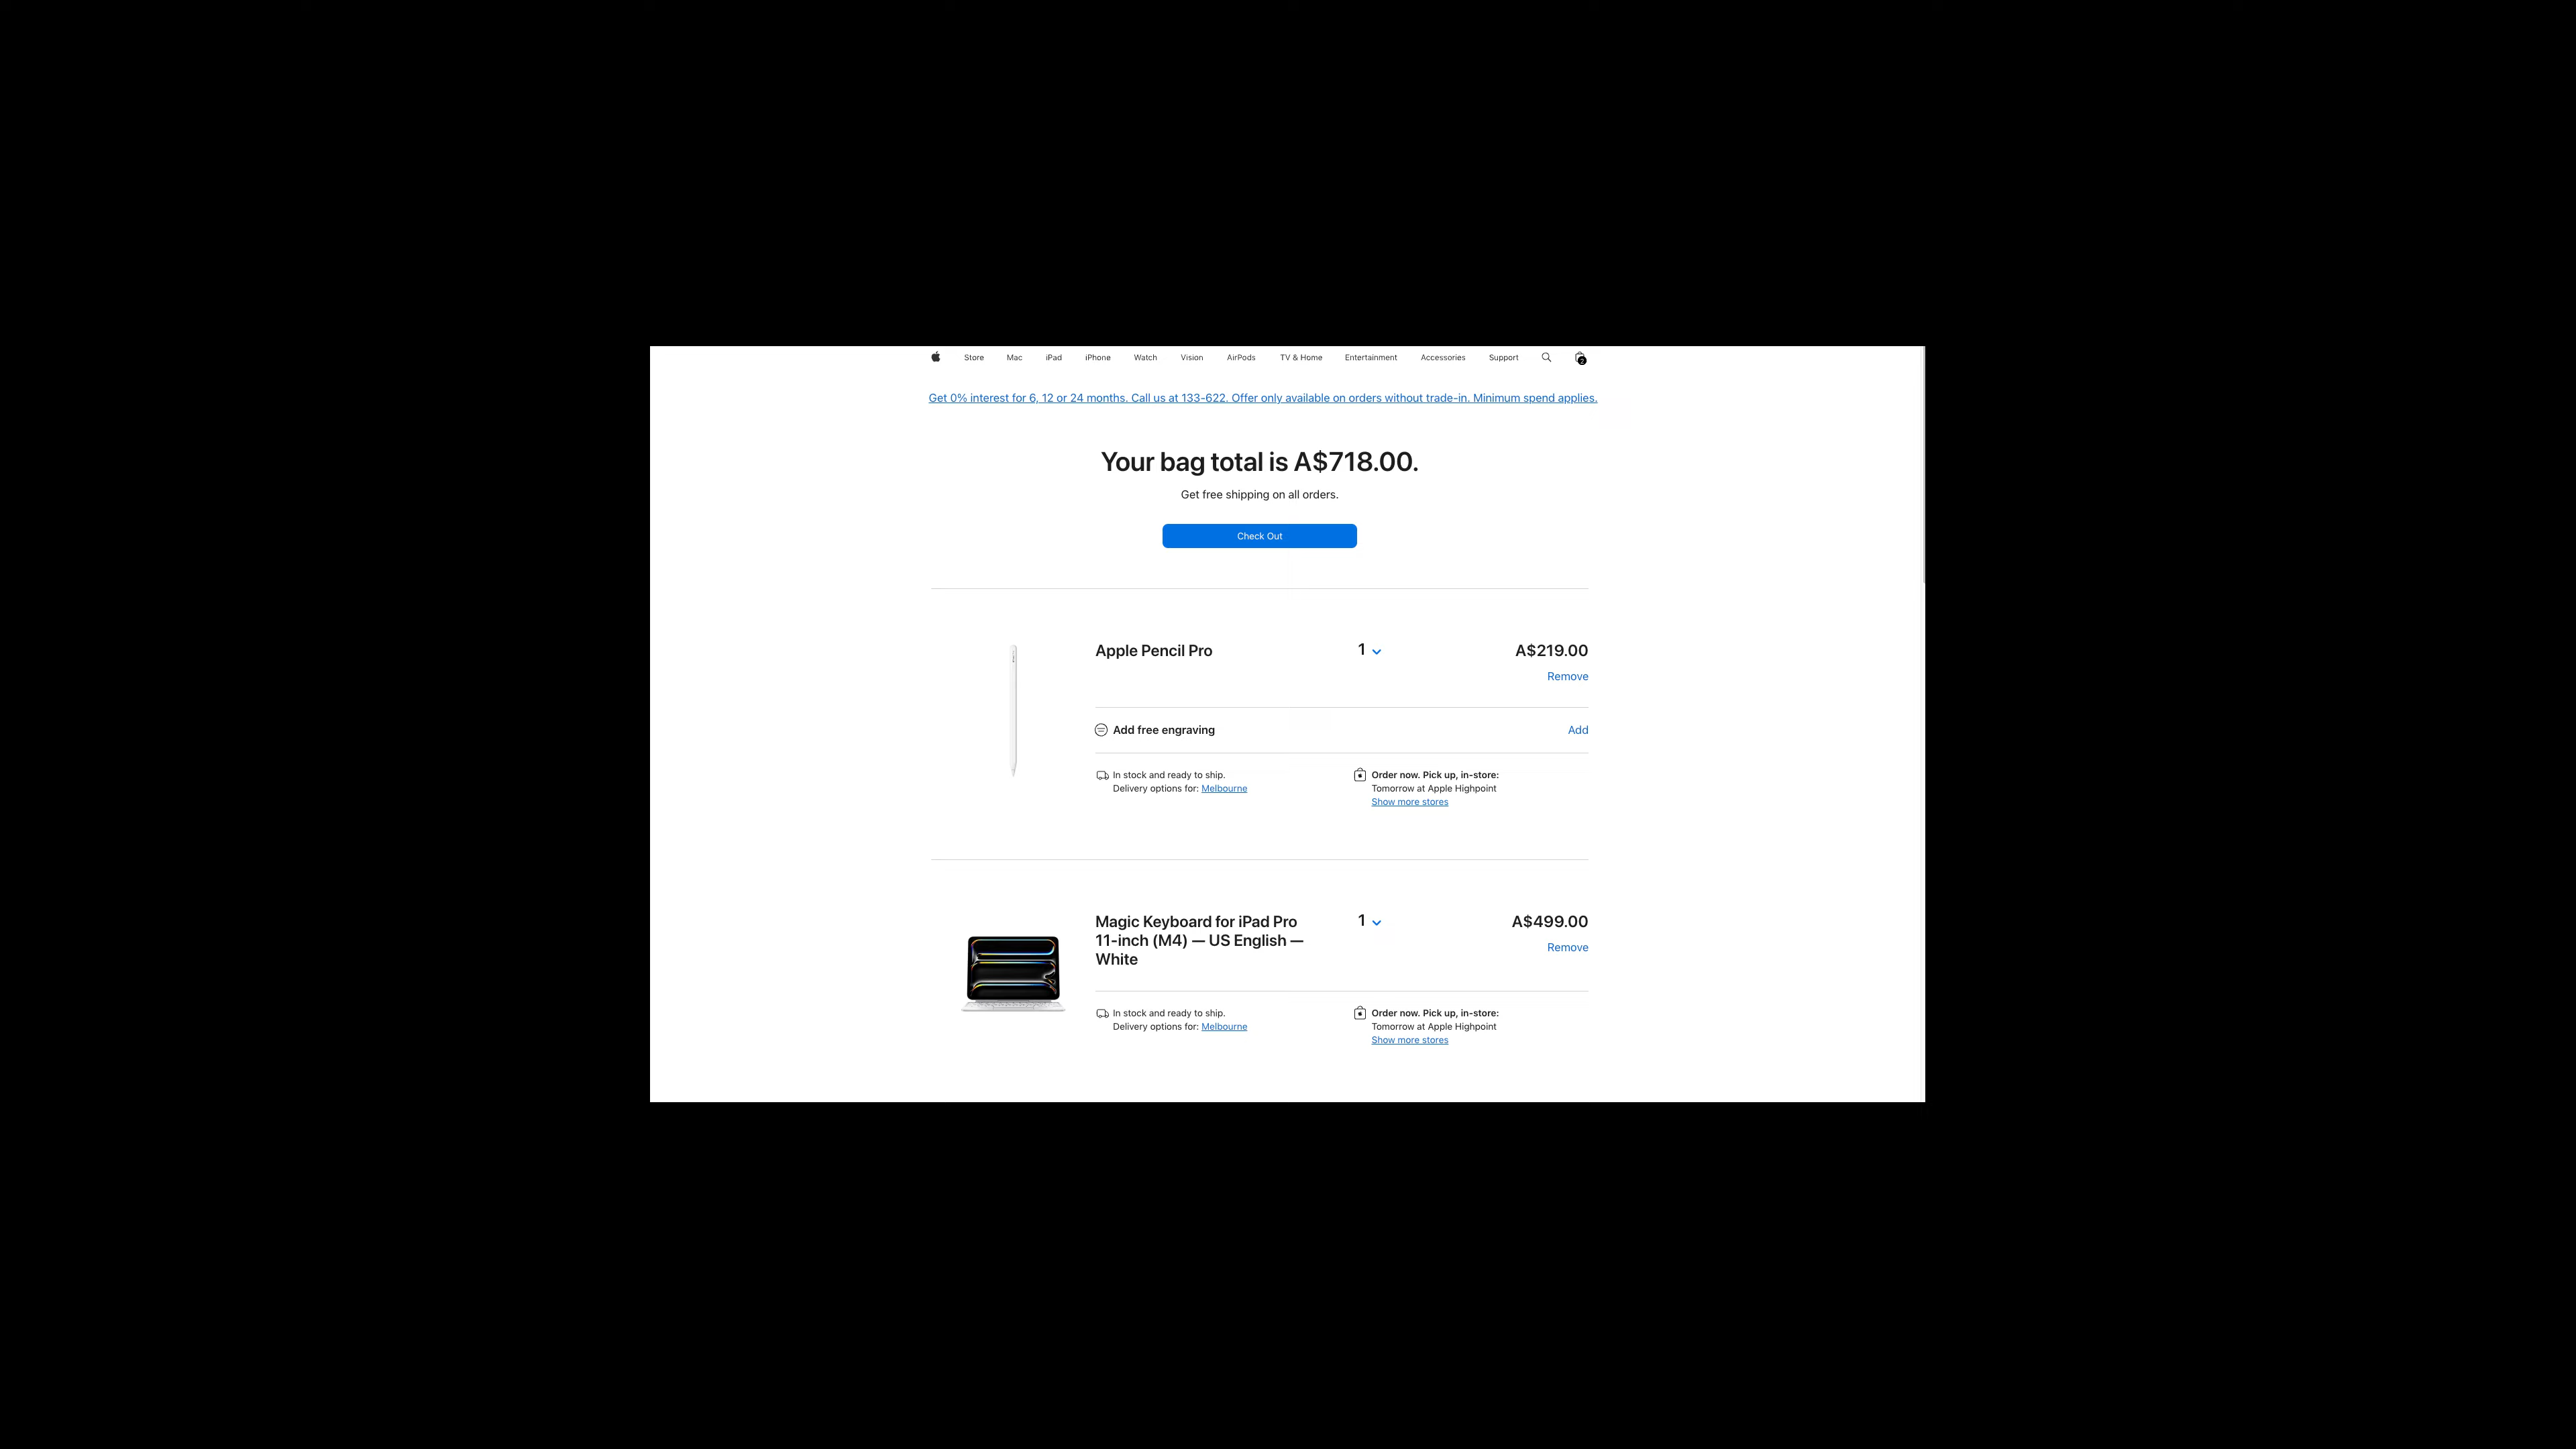 Store Mac iPad iPhone Watch Vision AirPods TV & Home Entertainment Accessories Support 2
Get 0% interest for 6, 12 or 24 months. Call us at 133-622. Offer only available on orders without trade-in. Minimum spend applies.
Your bag total is A$718.00.
Get free shipping on all orders.
Check Out
Apple Pencil Pro 1 A$219.00
Remove
Add free engraving Add
In stock and ready to ship.
Delivery options for: Melbourne
Order now. Pick up, in-store:
Tomorrow at Apple Highpoint
Show more stores
Magic Keyboard for iPad Pro
11-inch (M4) — US English —
White
1 A$499.00
Remove
In stock and ready to ship.
Delivery options for: Melbourne
Order now. Pick up, in-store:
Tomorrow at Apple Highpoint
Show more stores